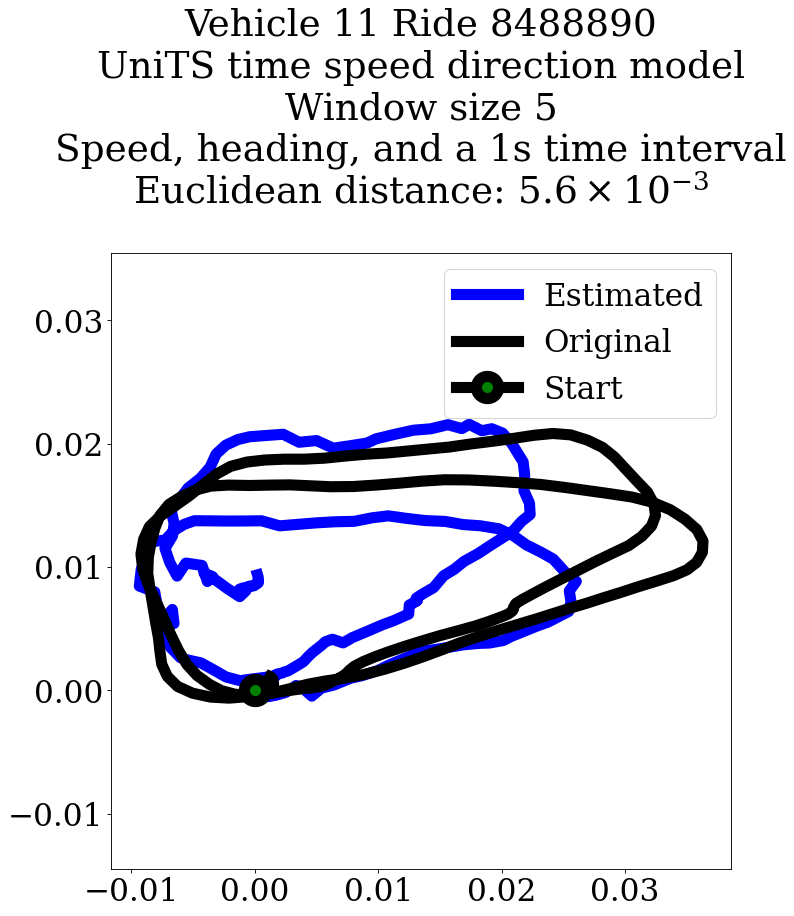 Vehicle 11 Ride 8488890
UniTS time speed direction model
Window size 5
Speed, heading, and a 1s time interval
Euclidean distance: 5.6 × 10⁻³
Estimated
Original
Start
0.03
0.02
0.01
0.00
−0.01
−0.01 0.00 0.01 0.02 0.03